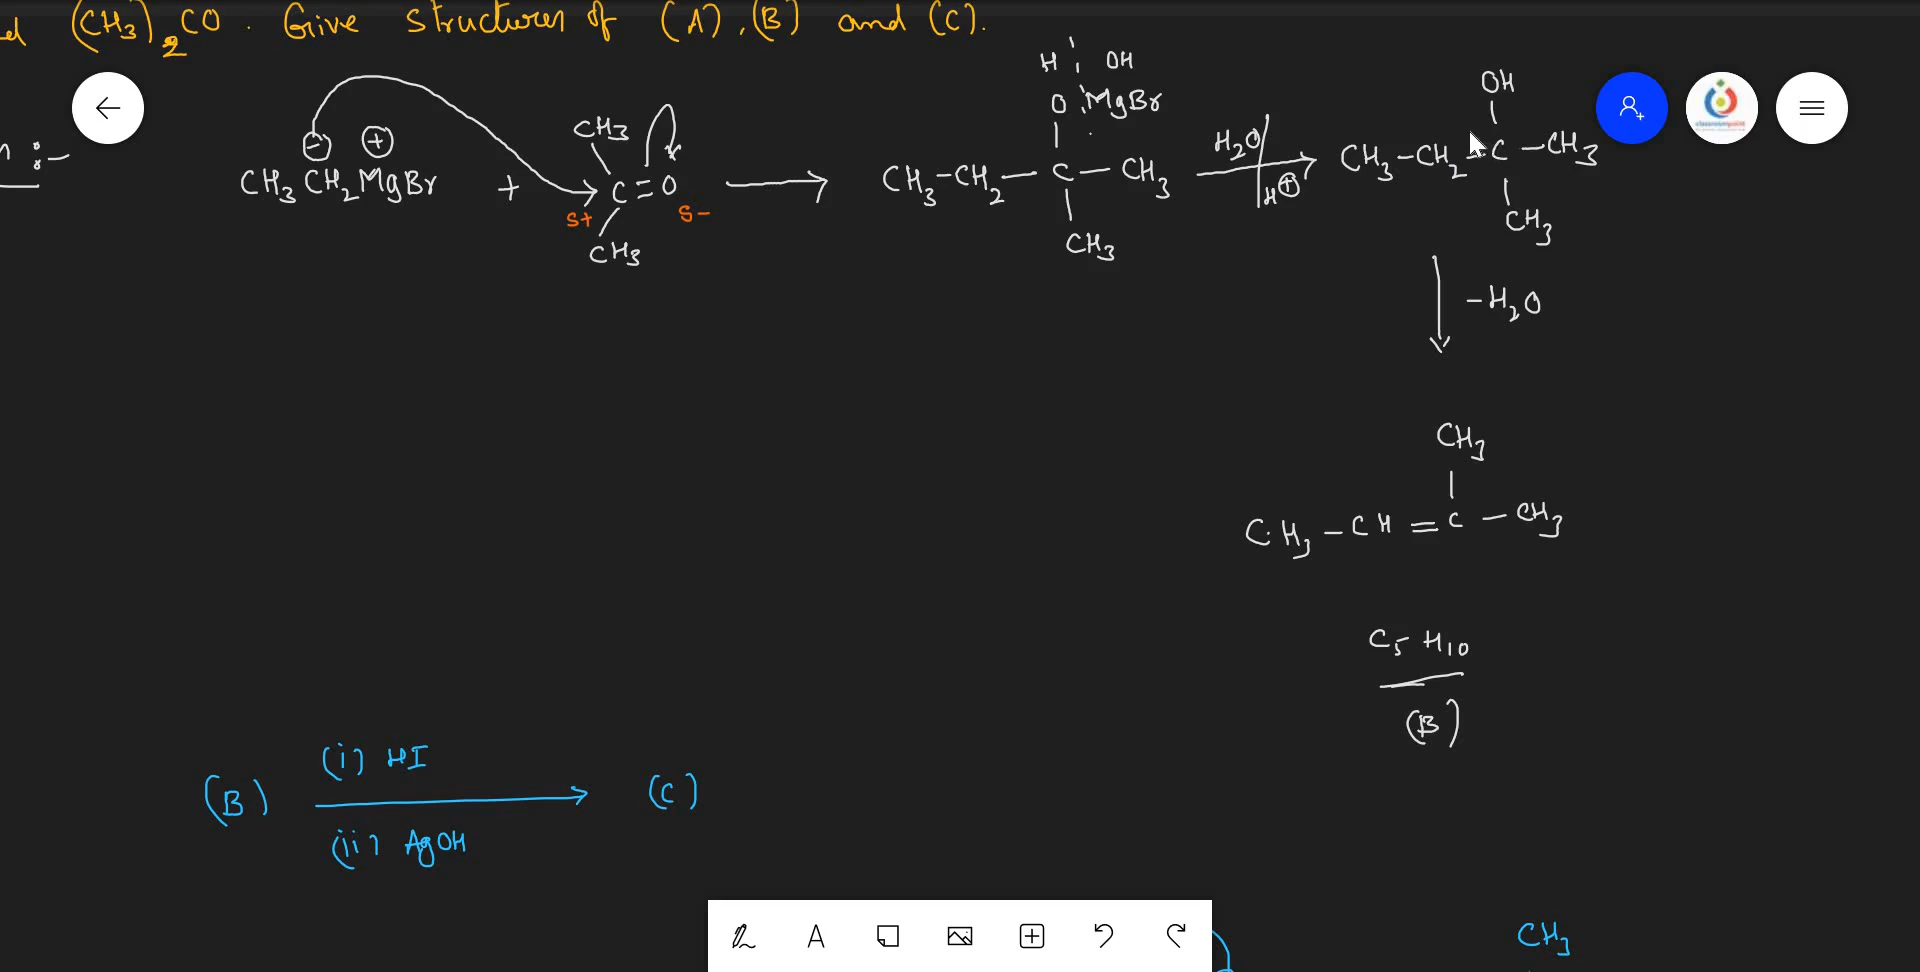 (CH3)2CO. Give structures of (A), (B) and (C).
:-
CH3CH2MgBr + CH3 C=O CH3
⊖ ⊕
δ+ δ-
H OH
O MgBr
CH3-CH2-C-CH3
CH3
H2O
H⊕
OH
CH3-CH2-C-CH3
CH3
-H2O
CH3
CH3-CH=C-CH3
C5H10
(B)
(i) HI
(B) (C)
(ii) AgOH
CH3